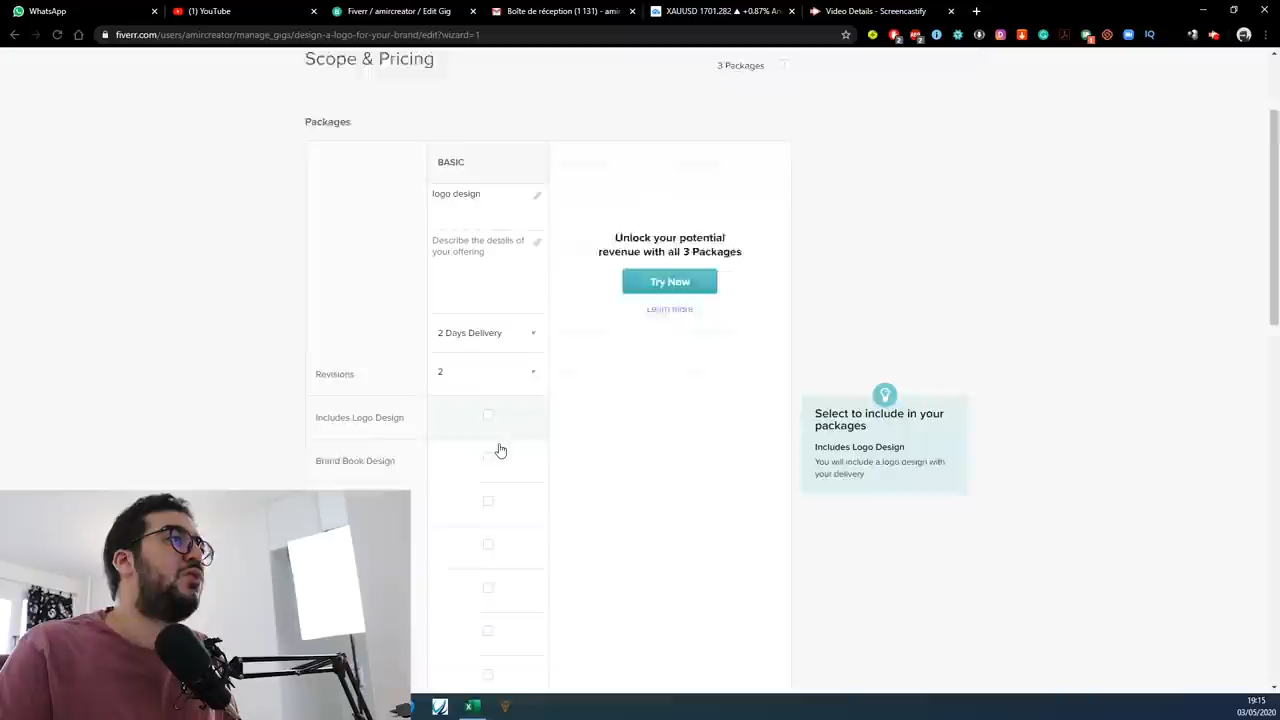 WhatsApp
(1) YouTube
Fiverr / amircreator / Edit Gig
Boîte de réception (1 131) - amir
XAUUSD 1701.282 ▲ +0.87% An
Video Details - Screencastify
fiverr.com/users/amircreator/manage_gigs/design-a-logo-for-your-brand/edit?wizard=1
Scope & Pricing
3 Packages
Packages
BASIC
logo design
Describe the details of
your offering
Unlock your potential
revenue with all 3 Packages
Try Now
Learn more
2 Days Delivery
Revisions
2
Includes Logo Design
Brand Book Design
Select to include in your
packages
Includes Logo Design
You will include a logo design with
your delivery
19:15
03/05/2020